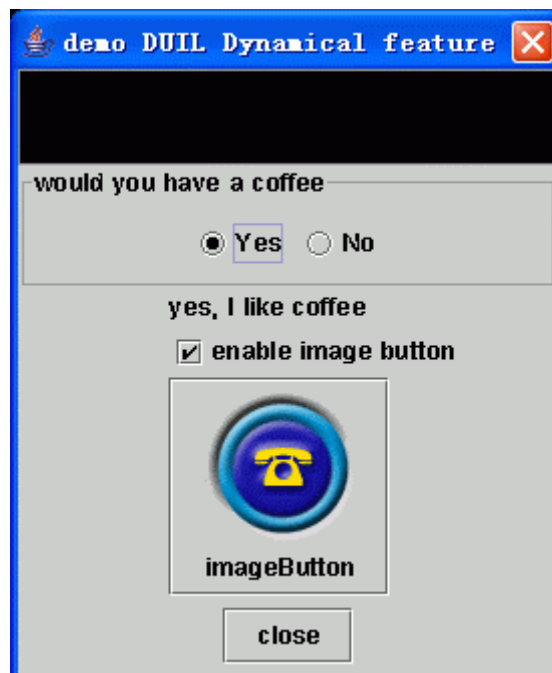 demo DUIL Dynamical feature
would you have a coffee
Yes No
yes, I like coffee
enable image button
imageButton
close